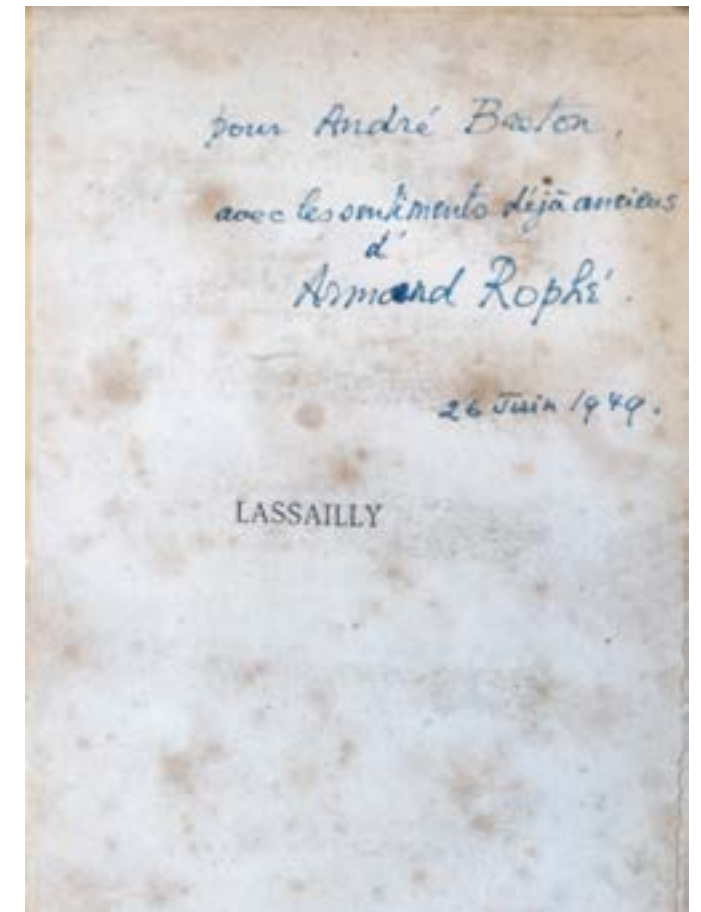 pour André Breton,
avec les sentiments déjà anciens
d'
Armand Rophé.
26 Juin 1949.
LASSAILLY